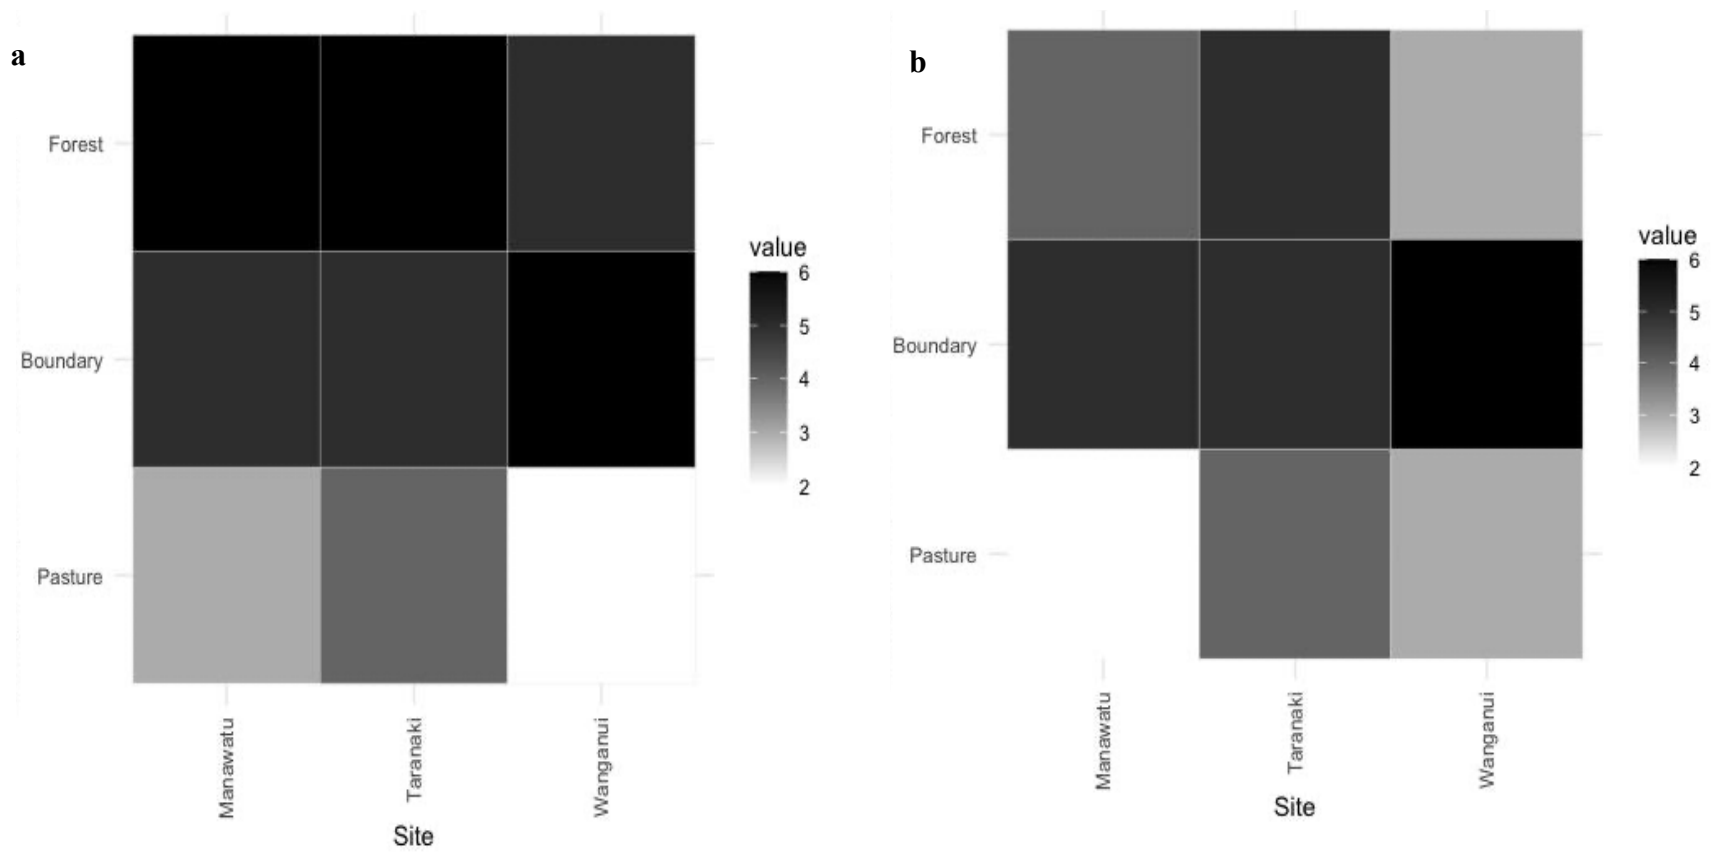 a
Forest
Boundary
Pasture
Manawatu
Taranaki
Wanganui
Site
value
6
5
4
3
2
b
Forest
Boundary
Pasture
Manawatu
Taranaki
Wanganui
Site
value
6
5
4
3
2